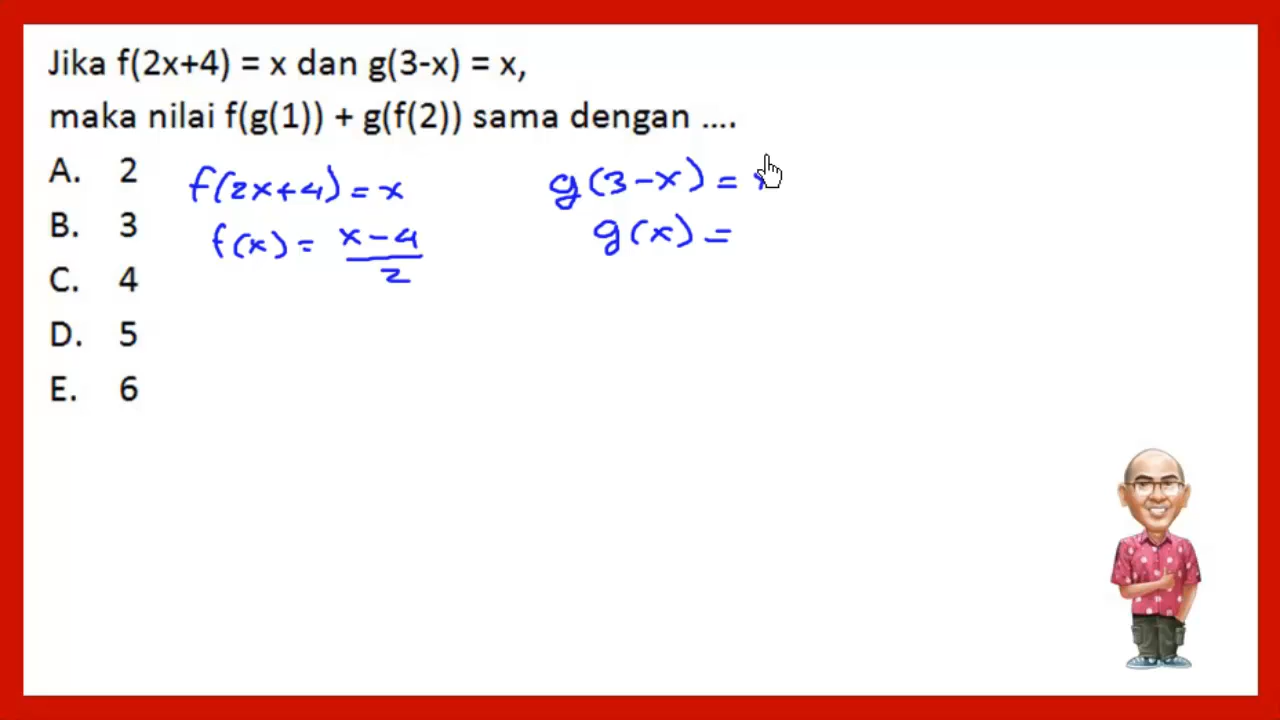 Jika f(2x+4) = x dan g(3-x) = x,
maka nilai f(g(1)) + g(f(2)) sama dengan ....
A. 2
B. 3
C. 4
D. 5
E. 6
f(2x+4) = x
f(x) = x-4
2
g(3-x) =
g(x) =